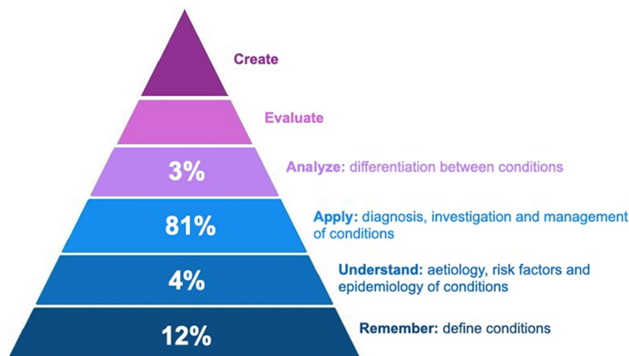 Create
Evaluate
3%
Analyze: differentiation between conditions
81%
Apply: diagnosis, investigation and management
of conditions
4%
Understand: aetiology, risk factors and
epidemiology of conditions
12%
Remember: define conditions